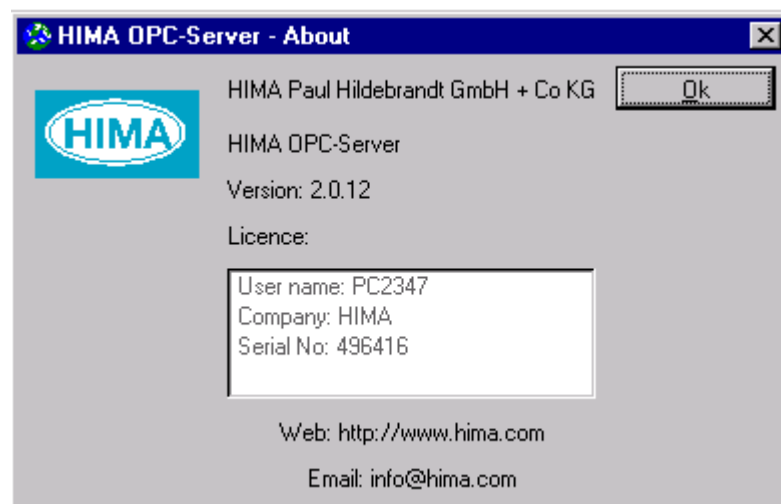 HIMA OPC-Server - About
HIMA Paul Hildebrandt GmbH + Co KG
Ok
HIMA
HIMA OPC-Server
Version: 2.0.12
Licence:
User name: PC2347
Company: HIMA
Serial No: 496416
Web: http://www.hima.com
Email: info@hima.com